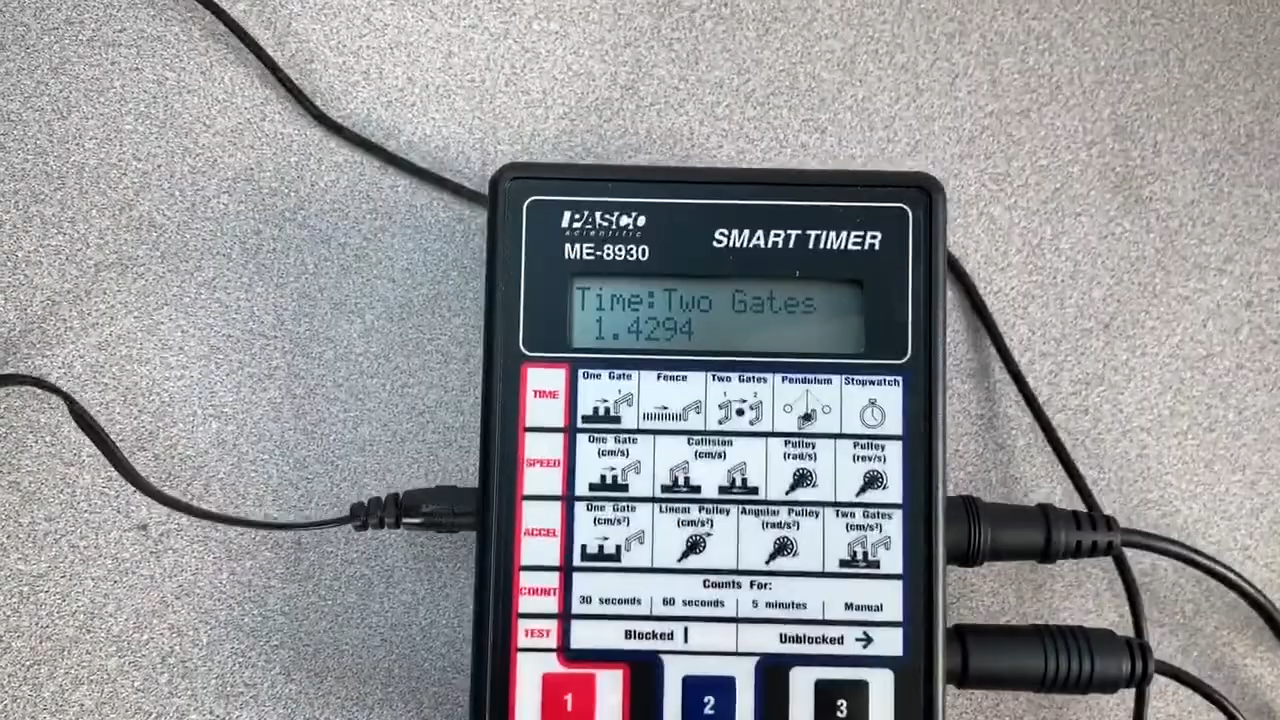 PASCO
scientific
ME-8930
SMART TIMER
Time:Two Gates
1.4294
TIME
One Gate
1
Fence
Two Gates
1 2
Pendulum
Stopwatch
SPEED
One Gate
(cm/s)
Collision
(cm/s)
Pulley
(rad/s)
Pulley
(rev/s)
ACCEL
One Gate
(cm/s²)
Linear Pulley
(cm/s²)
Angular Pulley
(rad/s²)
Two Gates
(cm/s²)
COUNT
Counts For:
30 seconds
60 seconds
5 minutes
Manual
TEST
Blocked
Unblocked
1
2
3